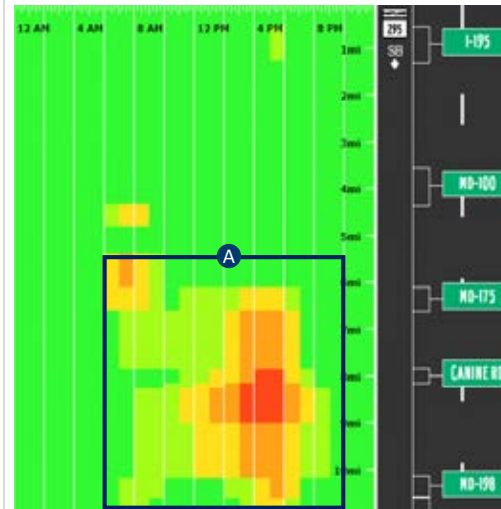 12 AM 4 AM 8 AM 12 PM 4 PM 8 PM
295
SB
I-195
1mi
2mi
3mi
4mi
MD-100
5mi
A
6mi
MD-175
7mi
8mi
CANINE RD
9mi
10mi
MD-198